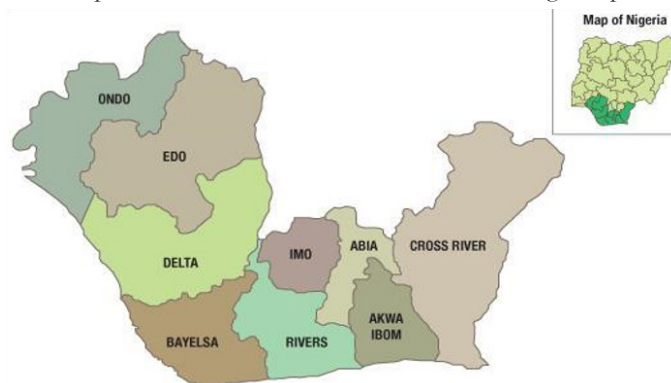 Map of Nigeria
ONDO
EDO
DELTA
IMO
ABIA
CROSS RIVER
BAYELSA
RIVERS
AKWA
IBOM